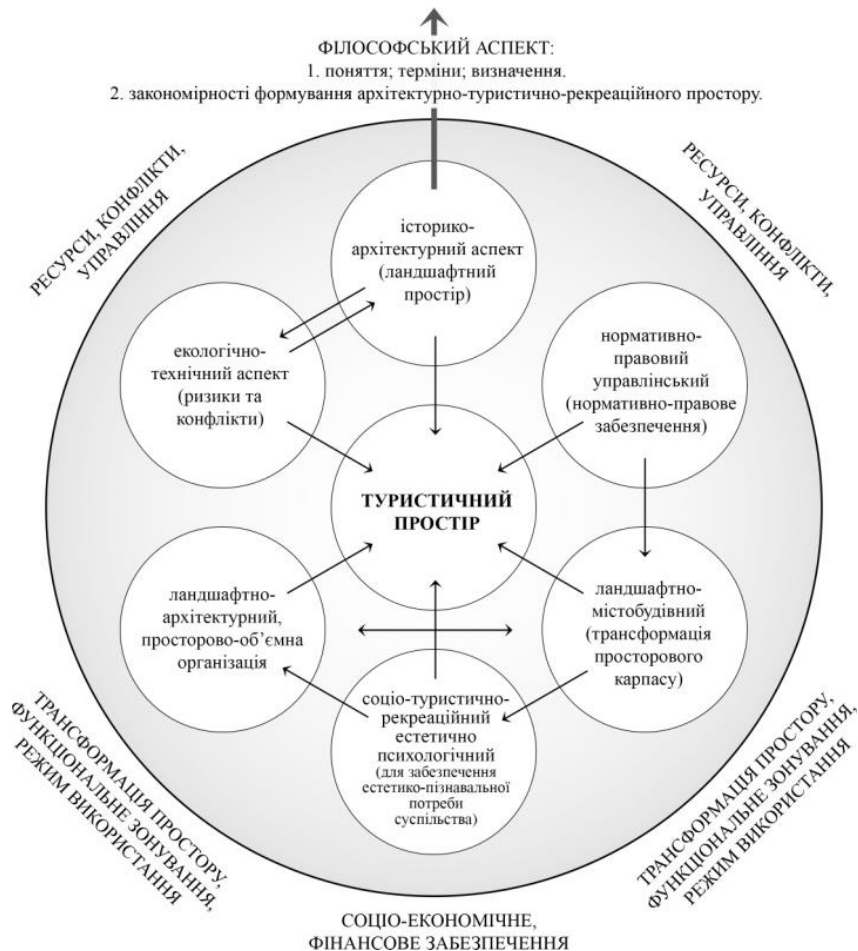 ФІЛОСОФСЬКИЙ АСПЕКТ:
1. поняття; терміни; визначення.
2. закономірності формування архітектурно-туристично-рекреаційного простору.
РЕСУРСИ, КОНФЛІКТИ,
УПРАВЛІННЯ
РЕСУРСИ, КОНФЛІКТИ,
УПРАВЛІННЯ
історико-
архітектурний аспект
(ландшафтний
простір)
екологічно-
технічний аспект
(ризики та
конфлікти)
нормативно-
правовий
управлінський
(нормативно-правове
забезпечення)
ТУРИСТИЧНИЙ
ПРОСТІР
ландшафтно-
архітектурний,
просторово-об’ємна
організація
ландшафтно-
містобудівний
(трансформація
просторового
карпасу)
соціо-туристично-
рекреаційний
естетично
психологічний
(для забезпечення
естетико-пізнавальної
потреби
суспільства)
ТРАНСФОРМАЦІЯ ПРОСТОРУ,
ФУНКЦІОНАЛЬНЕ ЗОНУВАННЯ,
РЕЖИМ ВИКОРИСТАННЯ
ТРАНСФОРМАЦІЯ ПРОСТОРУ,
ФУНКЦІОНАЛЬНЕ ЗОНУВАННЯ,
РЕЖИМ ВИКОРИСТАННЯ
СОЦІО-ЕКОНОМІЧНЕ,
ФІНАНСОВЕ ЗАБЕЗПЕЧЕННЯ